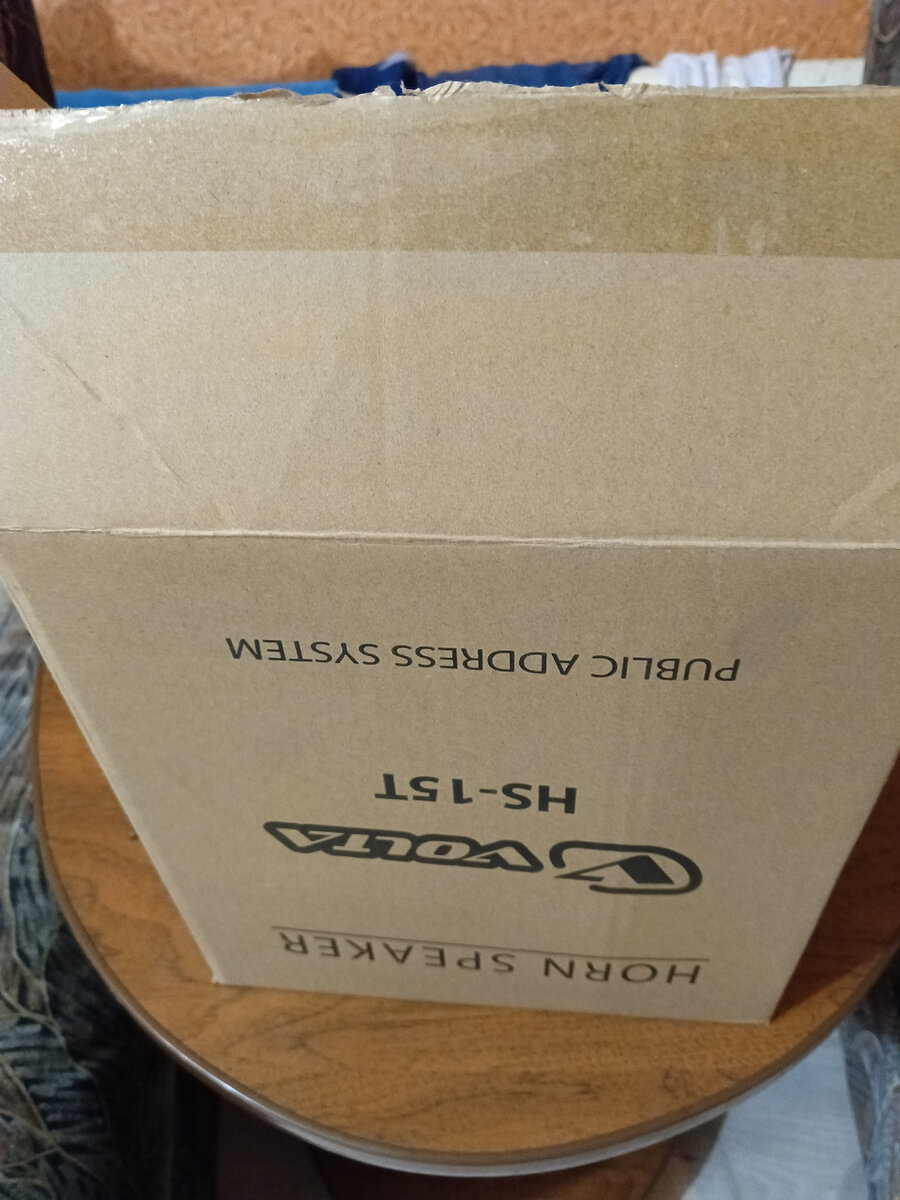 HORN SPEAKER
VOLTA
HS-15T
PUBLIC ADDRESS SYSTEM